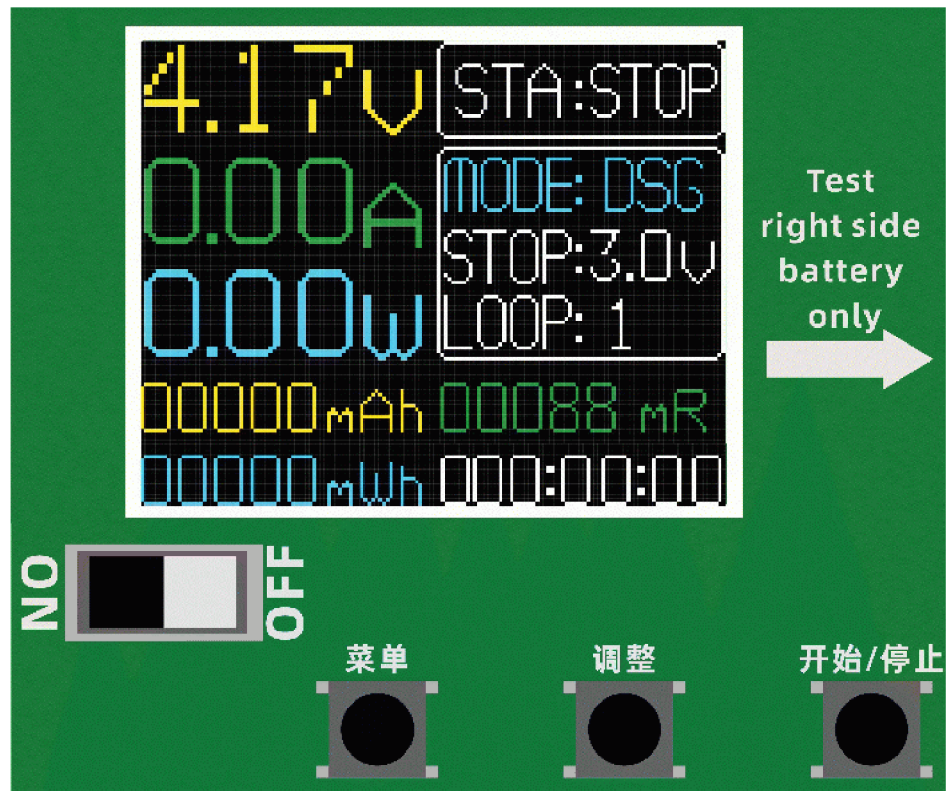 4.17V
STA:STOP
0.00A
MODE: DSG
STOP:3.0v
0.00W
LOOP: 1
00000mAh
00088 mR
00000mWh
000:00:00
Test
right side
battery
only
NO
OFF
菜单
调整
开始/停止